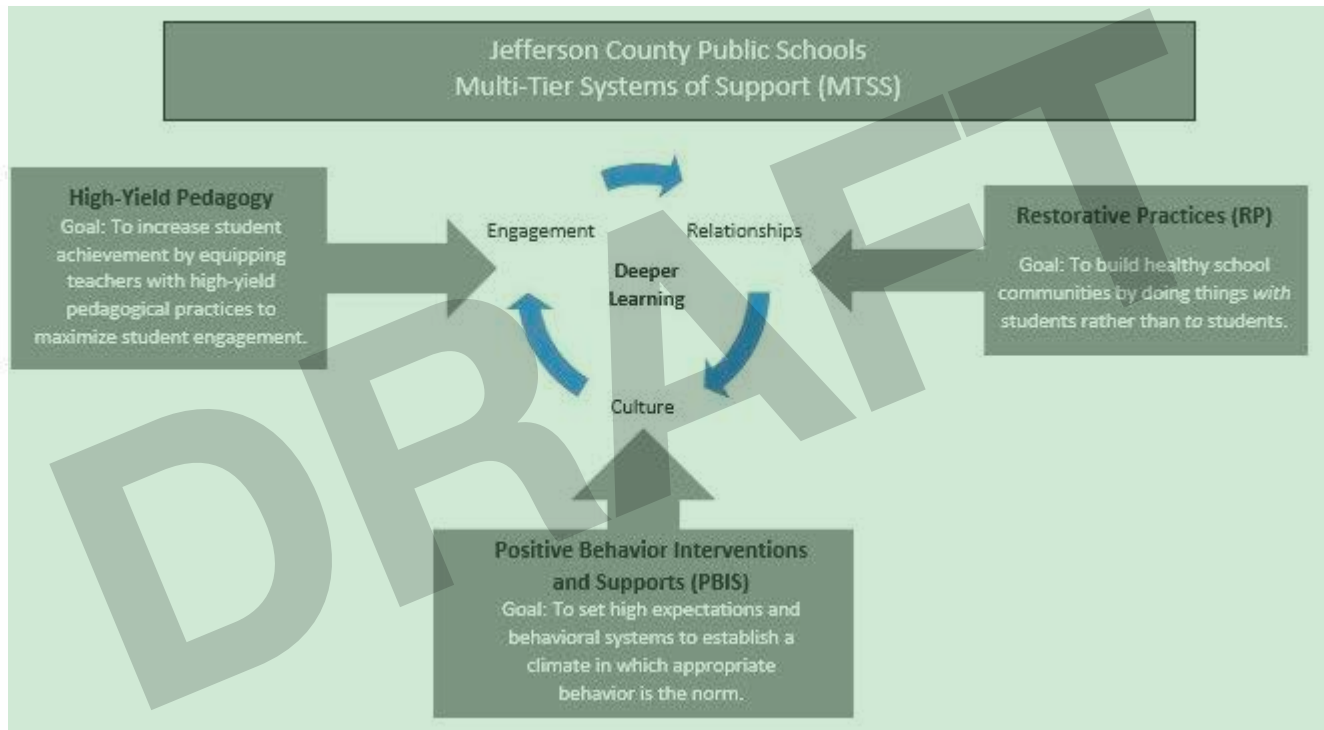 Jefferson County Public Schools
Multi-Tier Systems of Support (MTSS)
High-Yield Pedagogy
Goal: To increase student
achievement by equipping
teachers with high-yield
pedagogical practices to
maximize student engagement.
Engagement
Relationships
Deeper
Learning
Culture
Restorative Practices (RP)
Goal: To build healthy school
communities by doing things with
students rather than to students.
Positive Behavior Interventions
and Supports (PBIS)
Goal: To set high expectations and
behavioral systems to establish a
climate in which appropriate
behavior is the norm.
DRAFT